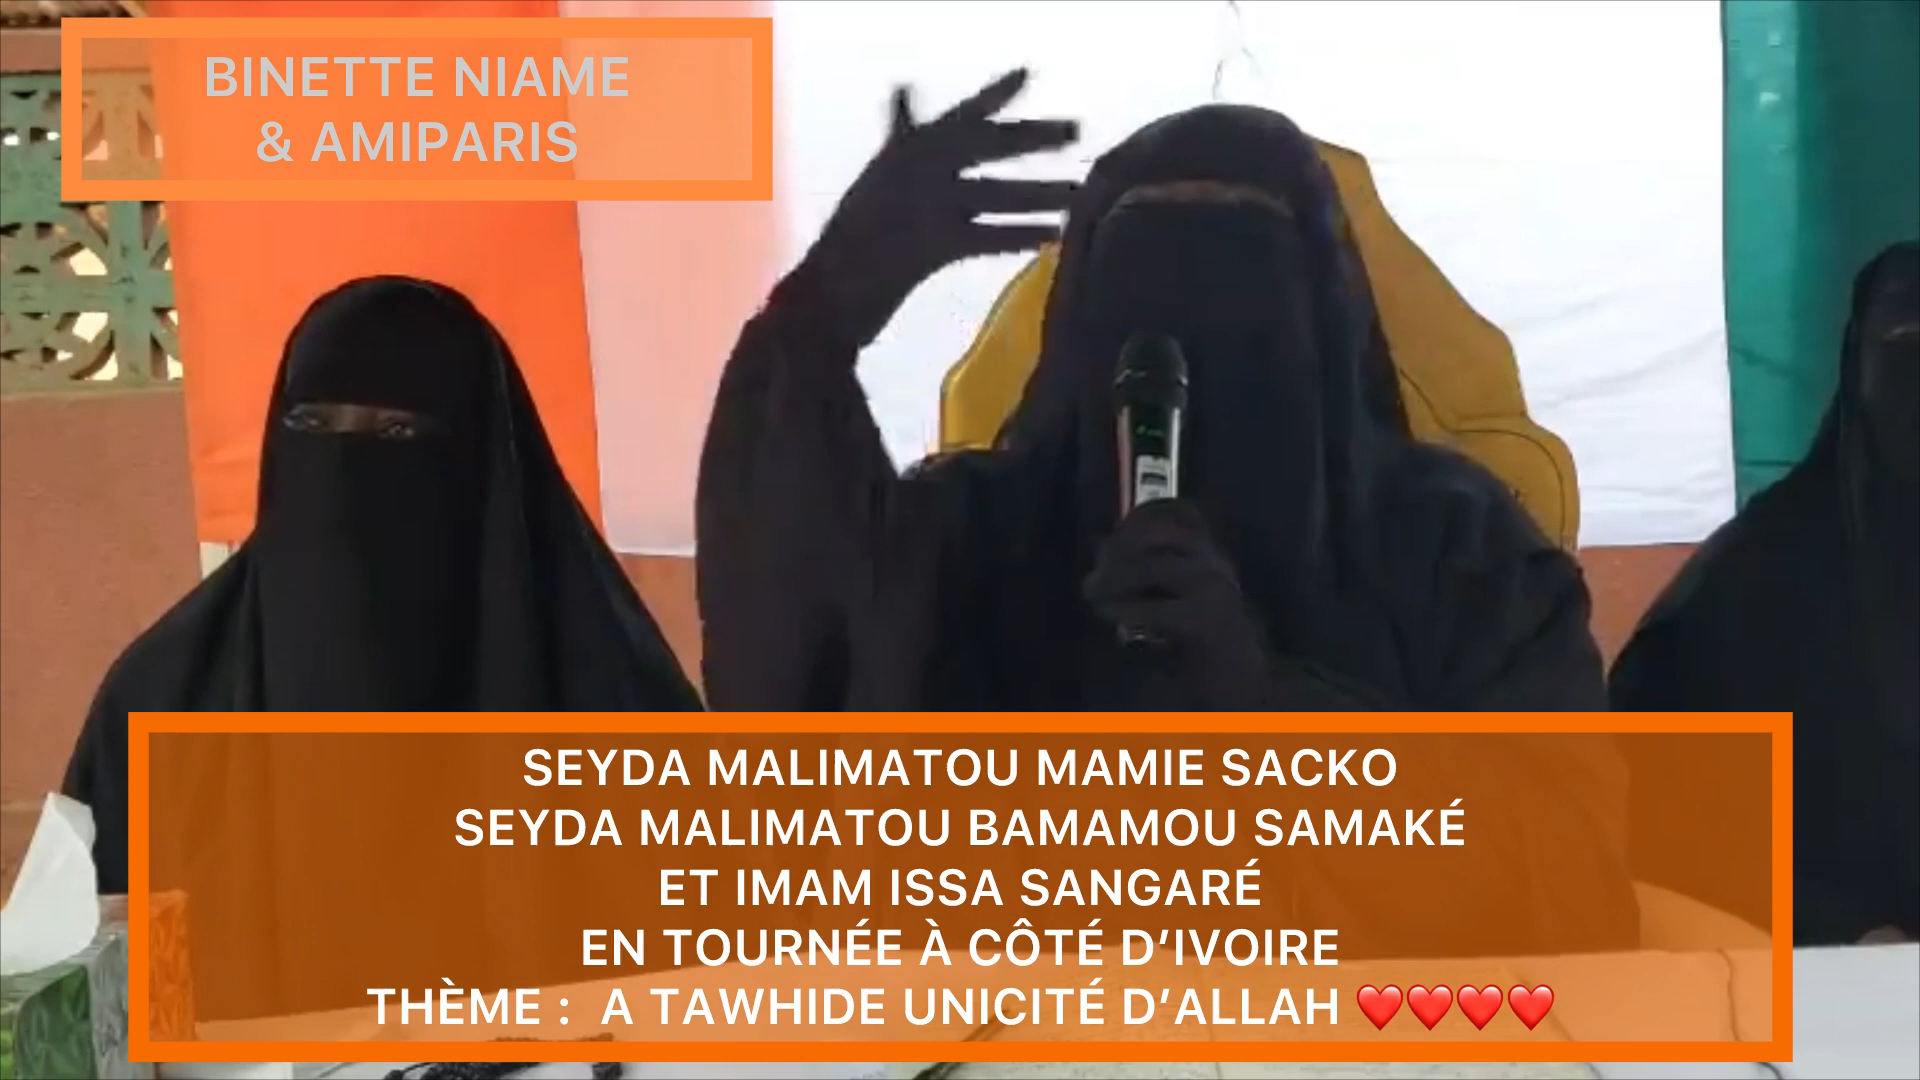 BINETTE NIAME
& AMIPARIS
SEYDA MALIMATOU MAMIE SACKO
SEYDA MALIMATOU BAMAMOU SAMAKÉ
ET IMAM ISSA SANGARÉ
EN TOURNÉE À CÔTÉ D’IVOIRE
THÈME : A TAWHIDE UNICITÉ D’ALLAH ❤️❤️❤️❤️